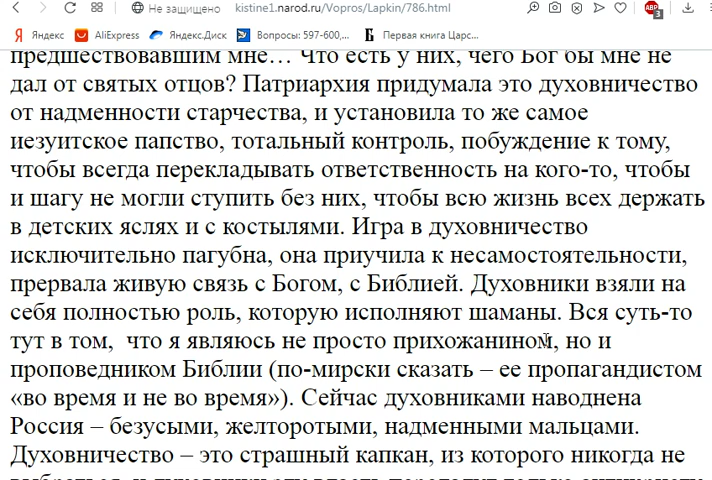 Не защищено kistine1.narod.ru/Vopros/Lapkin/786.html
ABP
3
Я Яндекс AliExpress Яндекс.Диск Вопросы: 597-600,... Б Первая книга Царс...
предшествовавшим мне... Что есть у них, чего Бог бы мне не
дал от святых отцов? Патриархия придумала это духовничество
от надменности старчества, и установила то же самое
иезуитское папство, тотальный контроль, побуждение к тому,
чтобы всегда перекладывать ответственность на кого-то, чтобы
и шагу не могли ступить без них, чтобы всю жизнь всех держать
в детских яслях и с костылями. Игра в духовничество
исключительно пагубна, она приучила к несамостоятельности,
прервала живую связь с Богом, с Библией. Духовники взяли на
себя полностью роль, которую исполняют шаманы. Вся суть-то
тут в том, что я являюсь не просто прихожанином, но и
проповедником Библии (по-мирски сказать – ее пропагандистом
«во время и не во время»). Сейчас духовниками наводнена
Россия – безусыми, желторотыми, надменными мальцами.
Духовничество – это страшный капкан, из которого никогда не